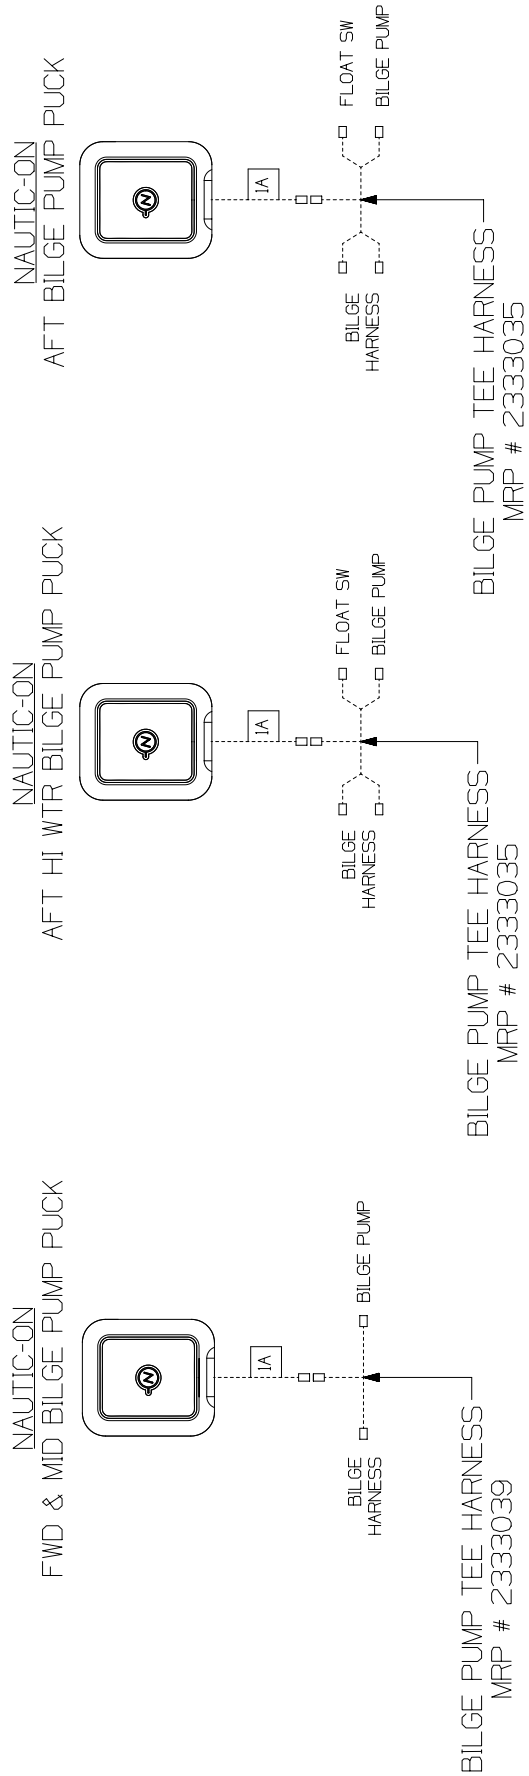 NAUTIC-ON
FWD & MID BILGE PUMP PUCK
N
1A
BILGE
HARNESS
BILGE PUMP
BILGE PUMP TEE HARNESS
MRP # 2333039
NAUTIC-ON
AFT HI WTR BILGE PUMP PUCK
N
1A
FLOAT SW
BILGE
HARNESS
BILGE PUMP
BILGE PUMP TEE HARNESS
MRP # 2333035
NAUTIC-ON
AFT BILGE PUMP PUCK
N
1A
FLOAT SW
BILGE
HARNESS
BILGE PUMP
BILGE PUMP TEE HARNESS
MRP # 2333035